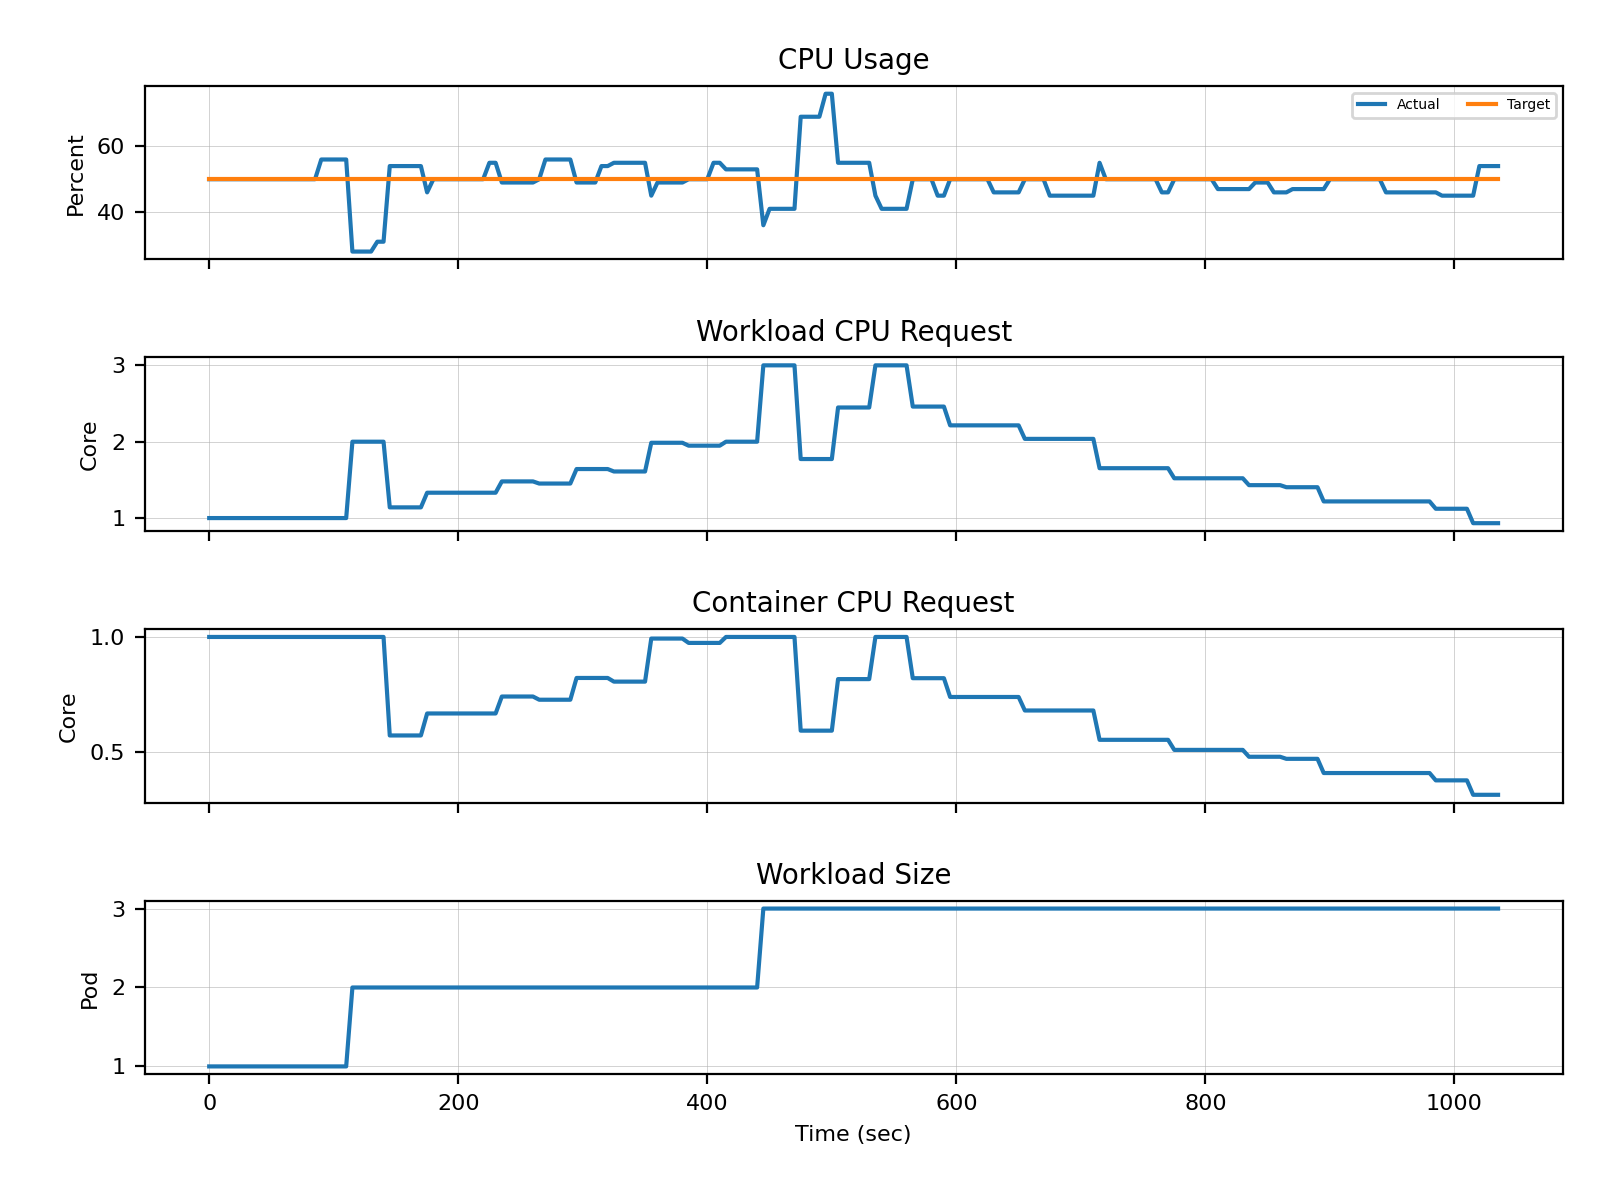 CPU Usage
Percent
60
40
Actual
Target
Workload CPU Request
Core
3
2
1
Container CPU Request
Core
1.0
0.5
Workload Size
Pod
3
2
1
0 200 400 600 800 1000
Time (sec)